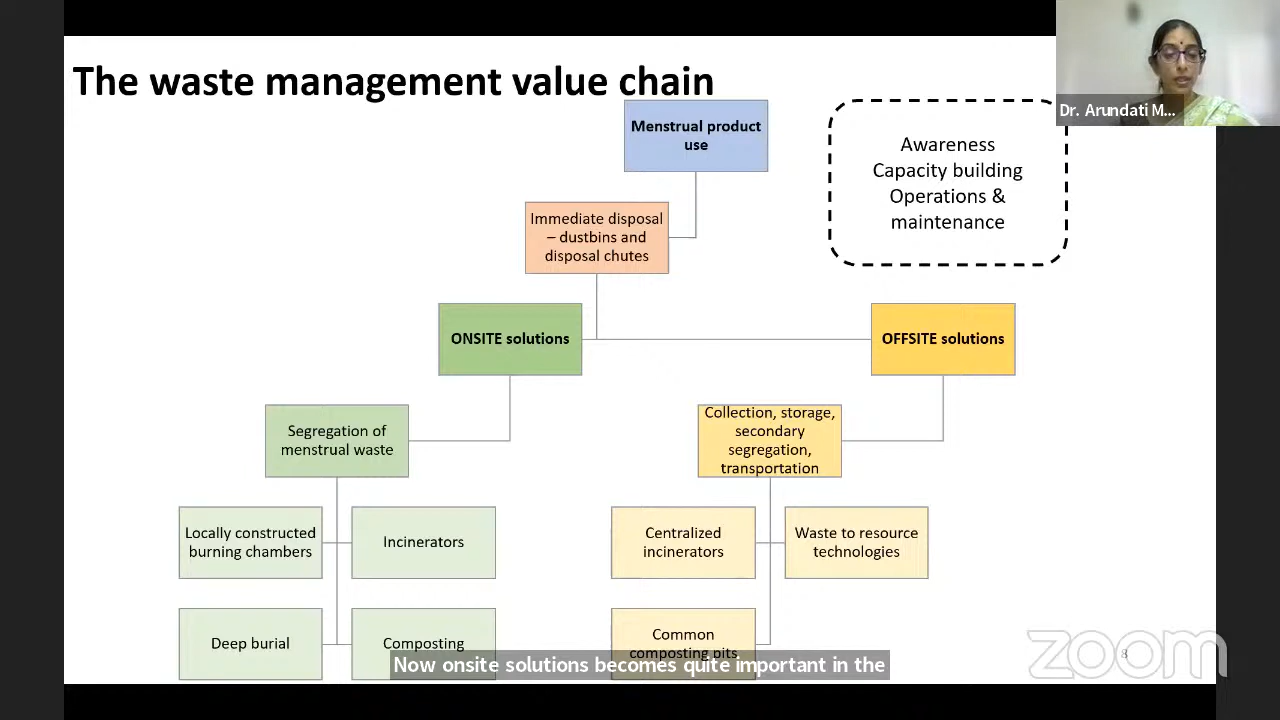 The waste management value chain
Dr. Arundati M...
Menstrual product
use
Awareness
Capacity building
Operations &
maintenance
Immediate disposal
– dustbins and
disposal chutes
ONSITE solutions
OFFSITE solutions
Segregation of
menstrual waste
Collection, storage,
secondary
segregation,
transportation
Locally constructed
burning chambers
Incinerators
Centralized
incinerators
Waste to resource
technologies
Deep burial
Composting
Common
composting pits
Now onsite solutions becomes quite important in the
zoom
8